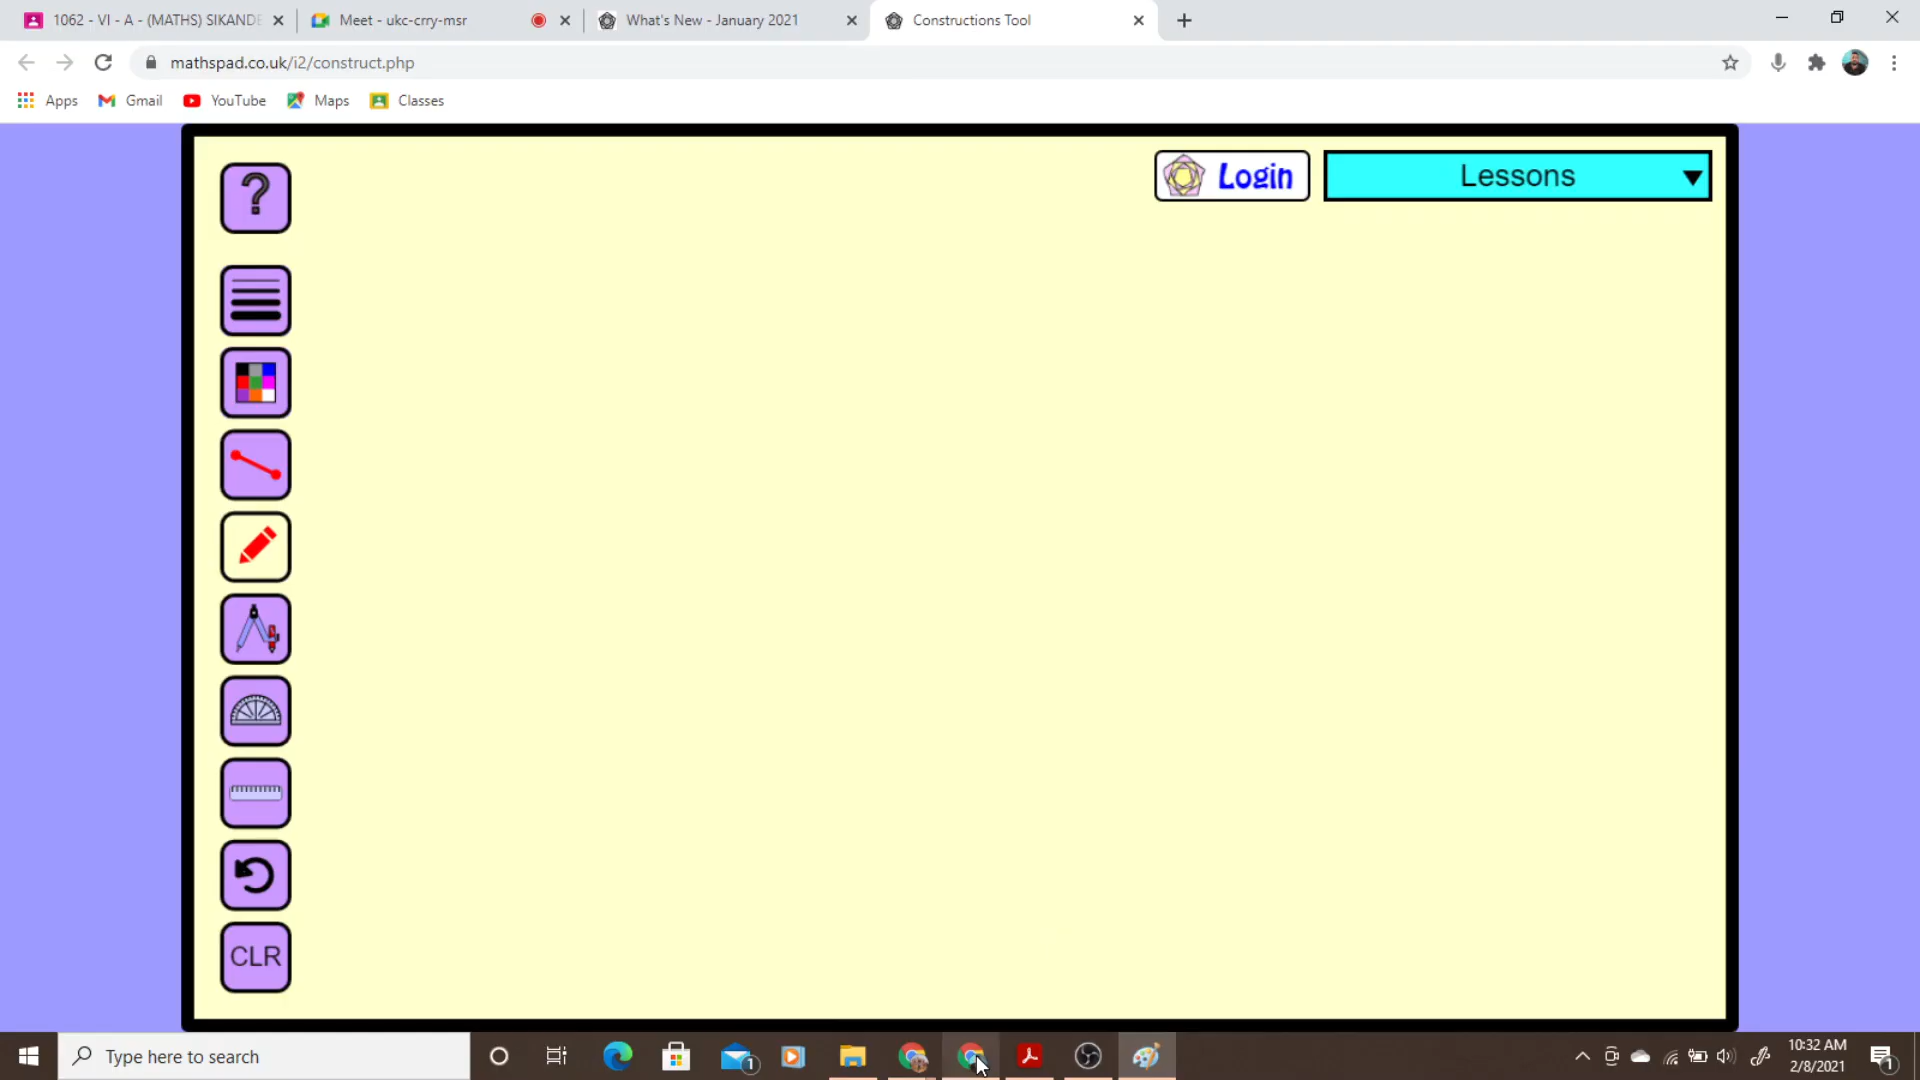 1062 - VI - A - (MATHS) SIKANDE
Meet - ukc-crry-msr
What's New - January 2021
Constructions Tool
mathspad.co.uk/i2/construct.php
Apps
Gmail
YouTube
Maps
Classes
?
Login
Lessons
CLR
Type here to search
1
10:32 AM
2/8/2021
1